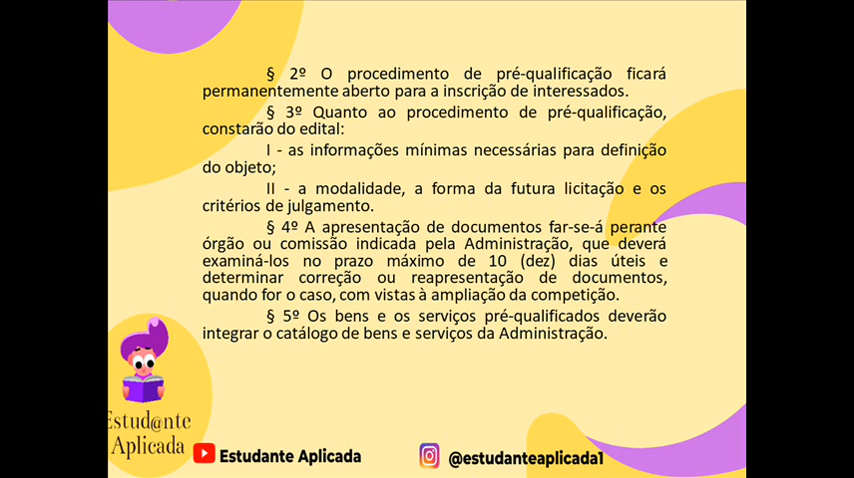 § 2º O procedimento de pré-qualificação ficará
permanentemente aberto para a inscrição de interessados.
§ 3º Quanto ao procedimento de pré-qualificação,
constarão do edital:
I - as informações mínimas necessárias para definição
do objeto;
II - a modalidade, a forma da futura licitação e os
critérios de julgamento.
§ 4º A apresentação de documentos far-se-á perante
órgão ou comissão indicada pela Administração, que deverá
examiná-los no prazo máximo de 10 (dez) dias úteis e
determinar correção ou reapresentação de documentos,
quando for o caso, com vistas à ampliação da competição.
§ 5º Os bens e os serviços pré-qualificados deverão
integrar o catálogo de bens e serviços da Administração.
Estud@nte
Aplicada
Estudante Aplicada
@estudanteaplicada1